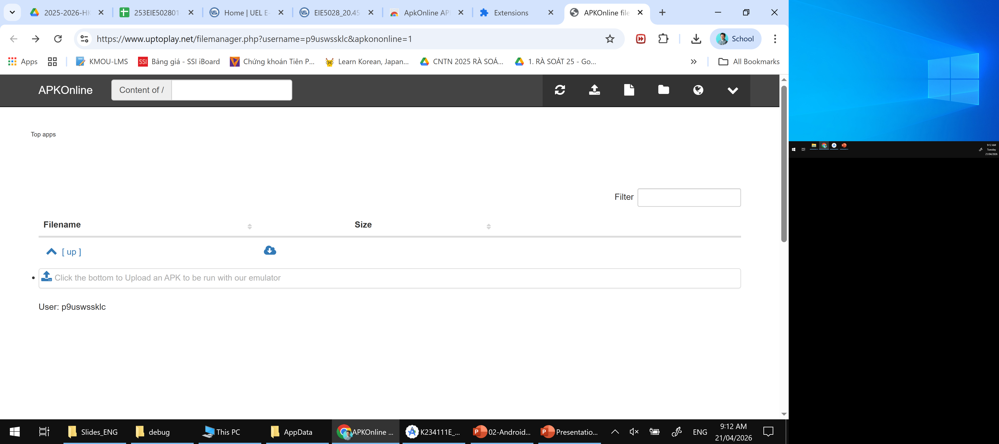 2025-2026-HK
253EIE502801
Home | UEL E-
EIE5028_20.45
ApkOnline AP
Extensions
APKOnline file
https://www.uptoplay.net/filemanager.php?username=p9uswssklc&apkononline=1
School
Apps
KMOU-LMS
SSI
Bảng giá - SSI iBoard
Chứng khoán Tiên P...
Learn Korean, Japan...
CNTN 2025 RÀ SOÁ...
1. RÀ SOÁT 25 - Go...
All Bookmarks
APKOnline
Content of /
Top apps
Filter
Filename
Size
[ up ]
Click the bottom to Upload an APK to be run with our emulator
User: p9uswssklc
Slides_ENG
debug
This PC
AppData
APKOnline ...
K234111E_...
02-Android...
Presentatio...
ENG
9:12 AM
21/04/2026
9:12 AM
Tuesday
21/04/2026